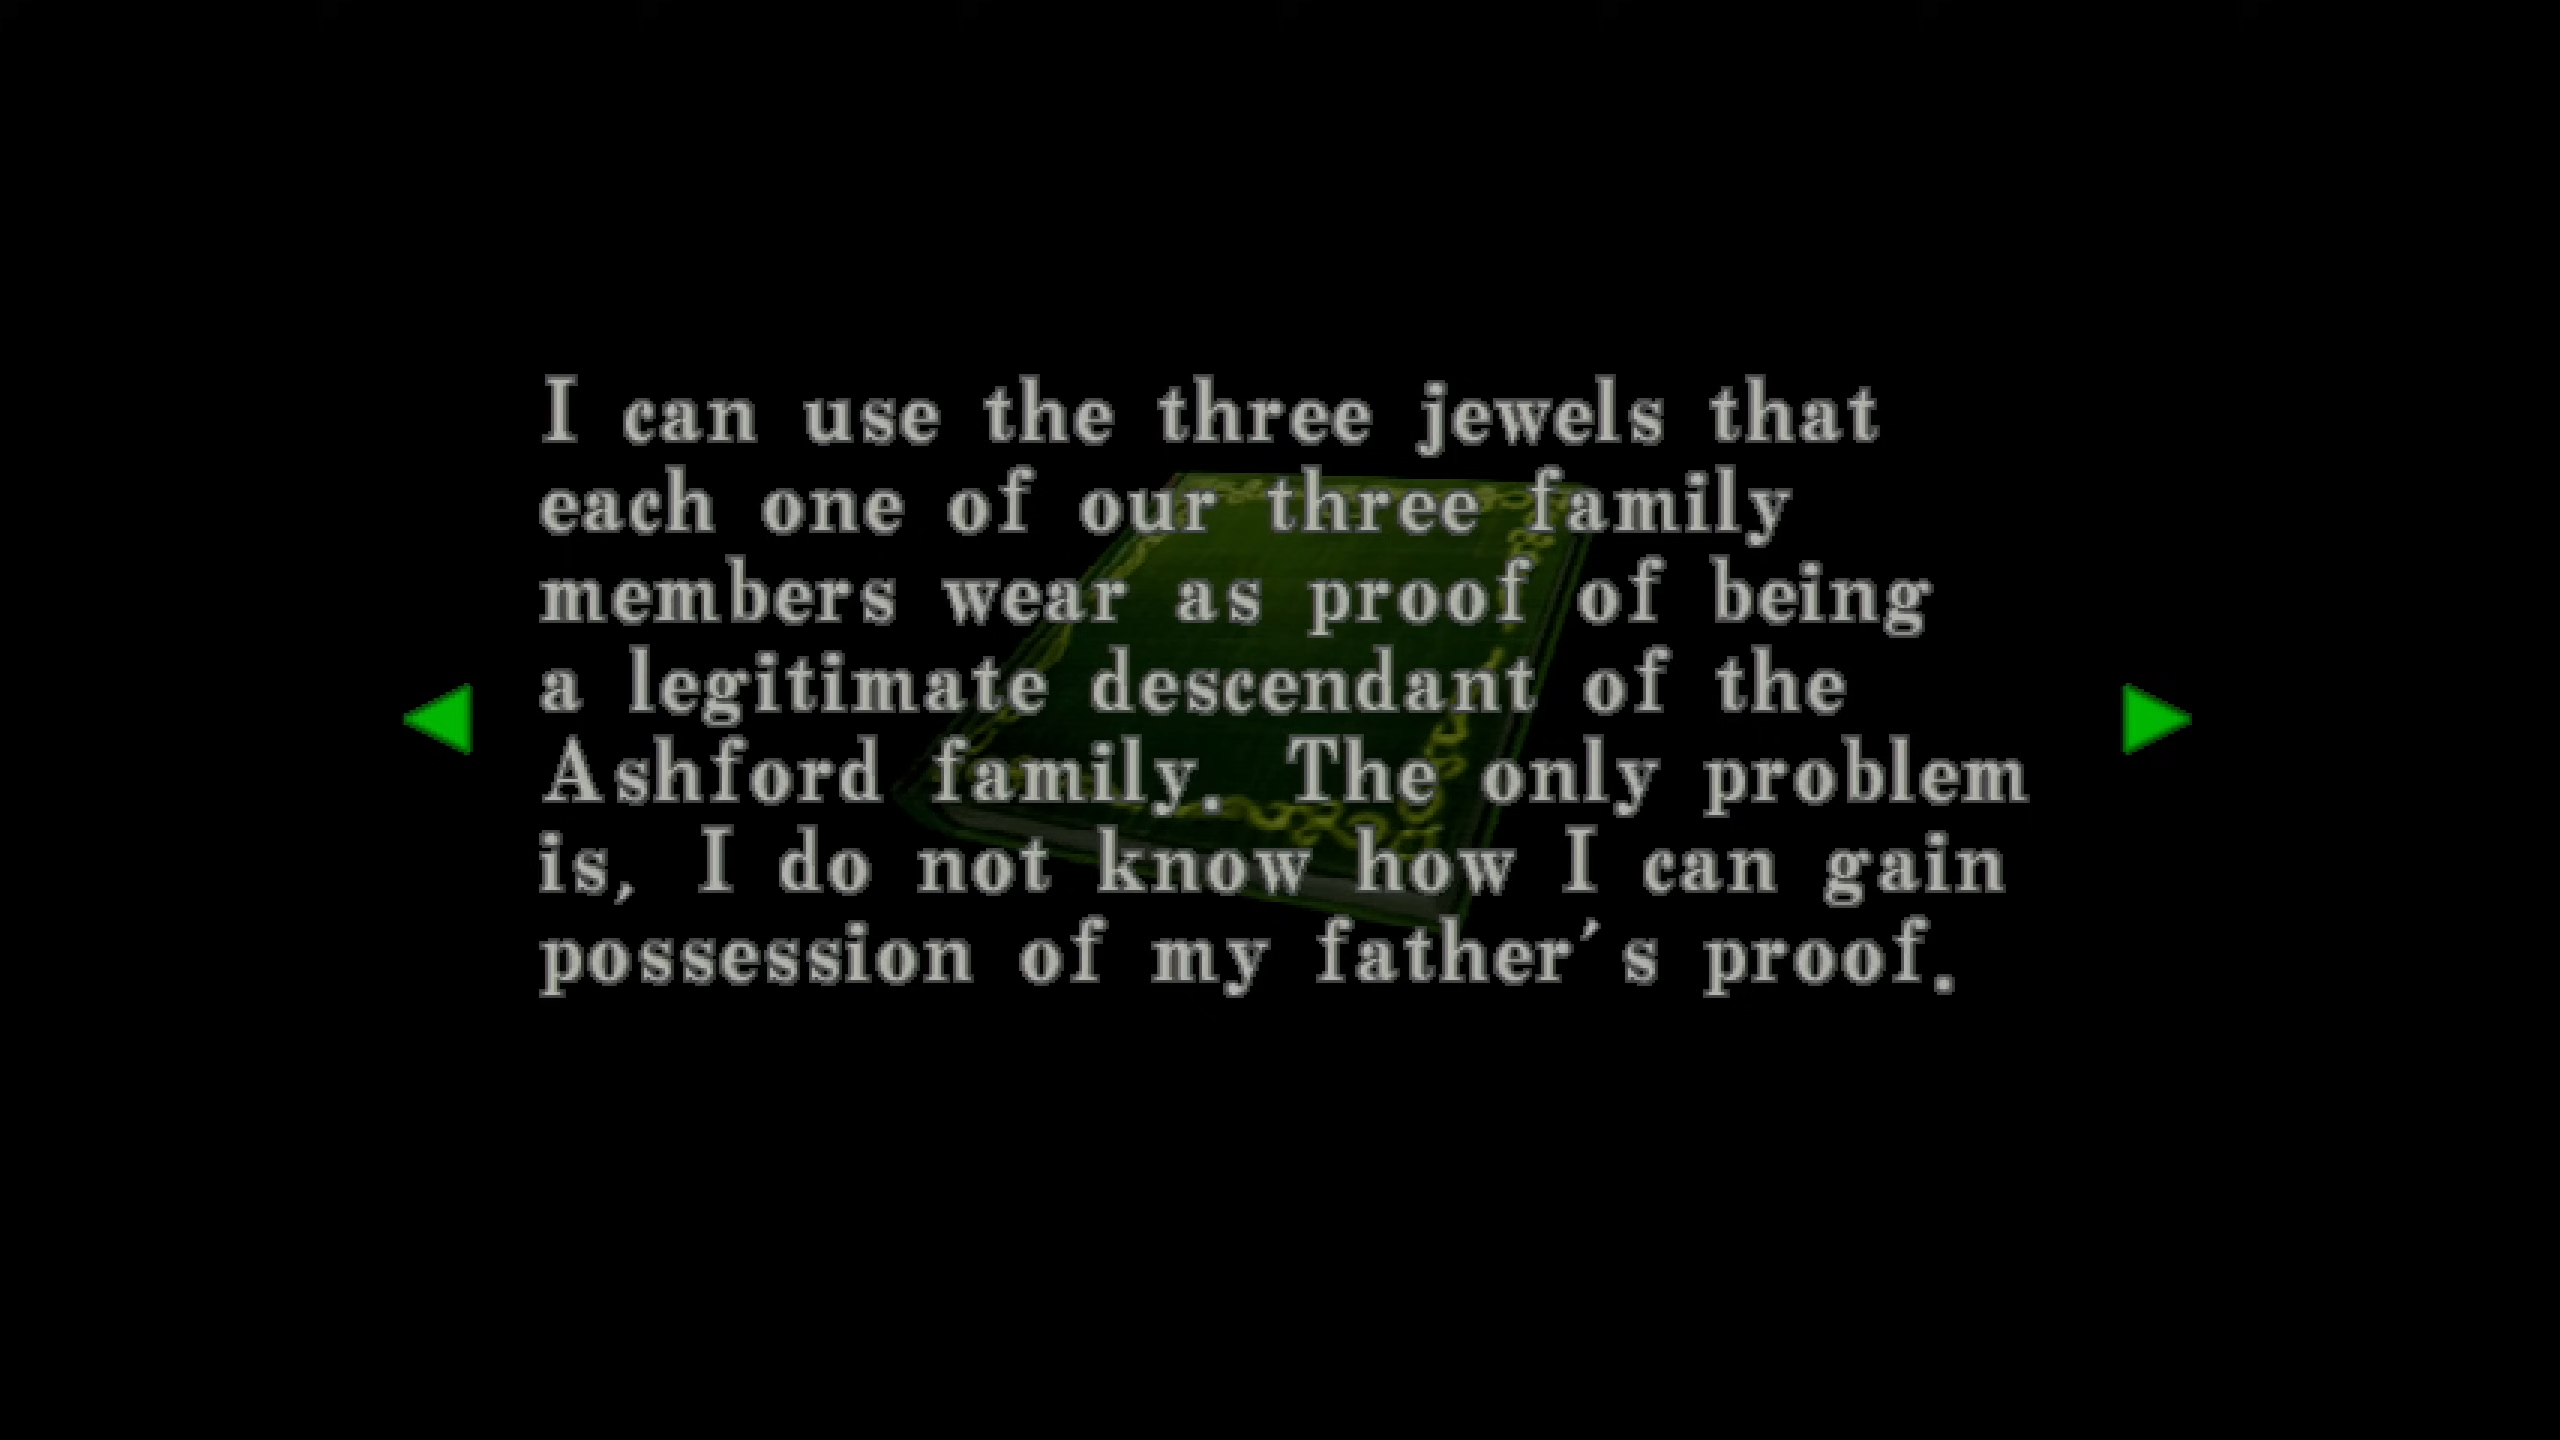 I can use the three jewels that
each one of our three family
members wear as proof of being
a legitimate descendant of the
Ashford family. The only problem
is, I do not know how I can gain
possession of my father's proof.